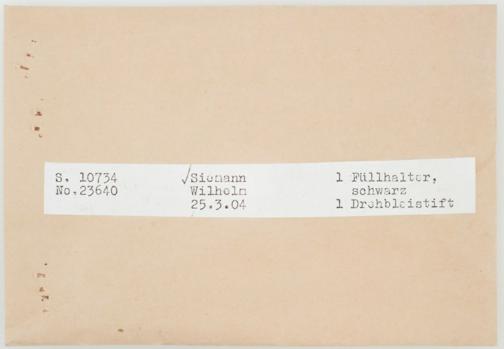 S. 10734
No.23640
✓Siemann
Wilhelm
25.3.04
1 Füllhalter,
schwarz
1 Drehbleistift